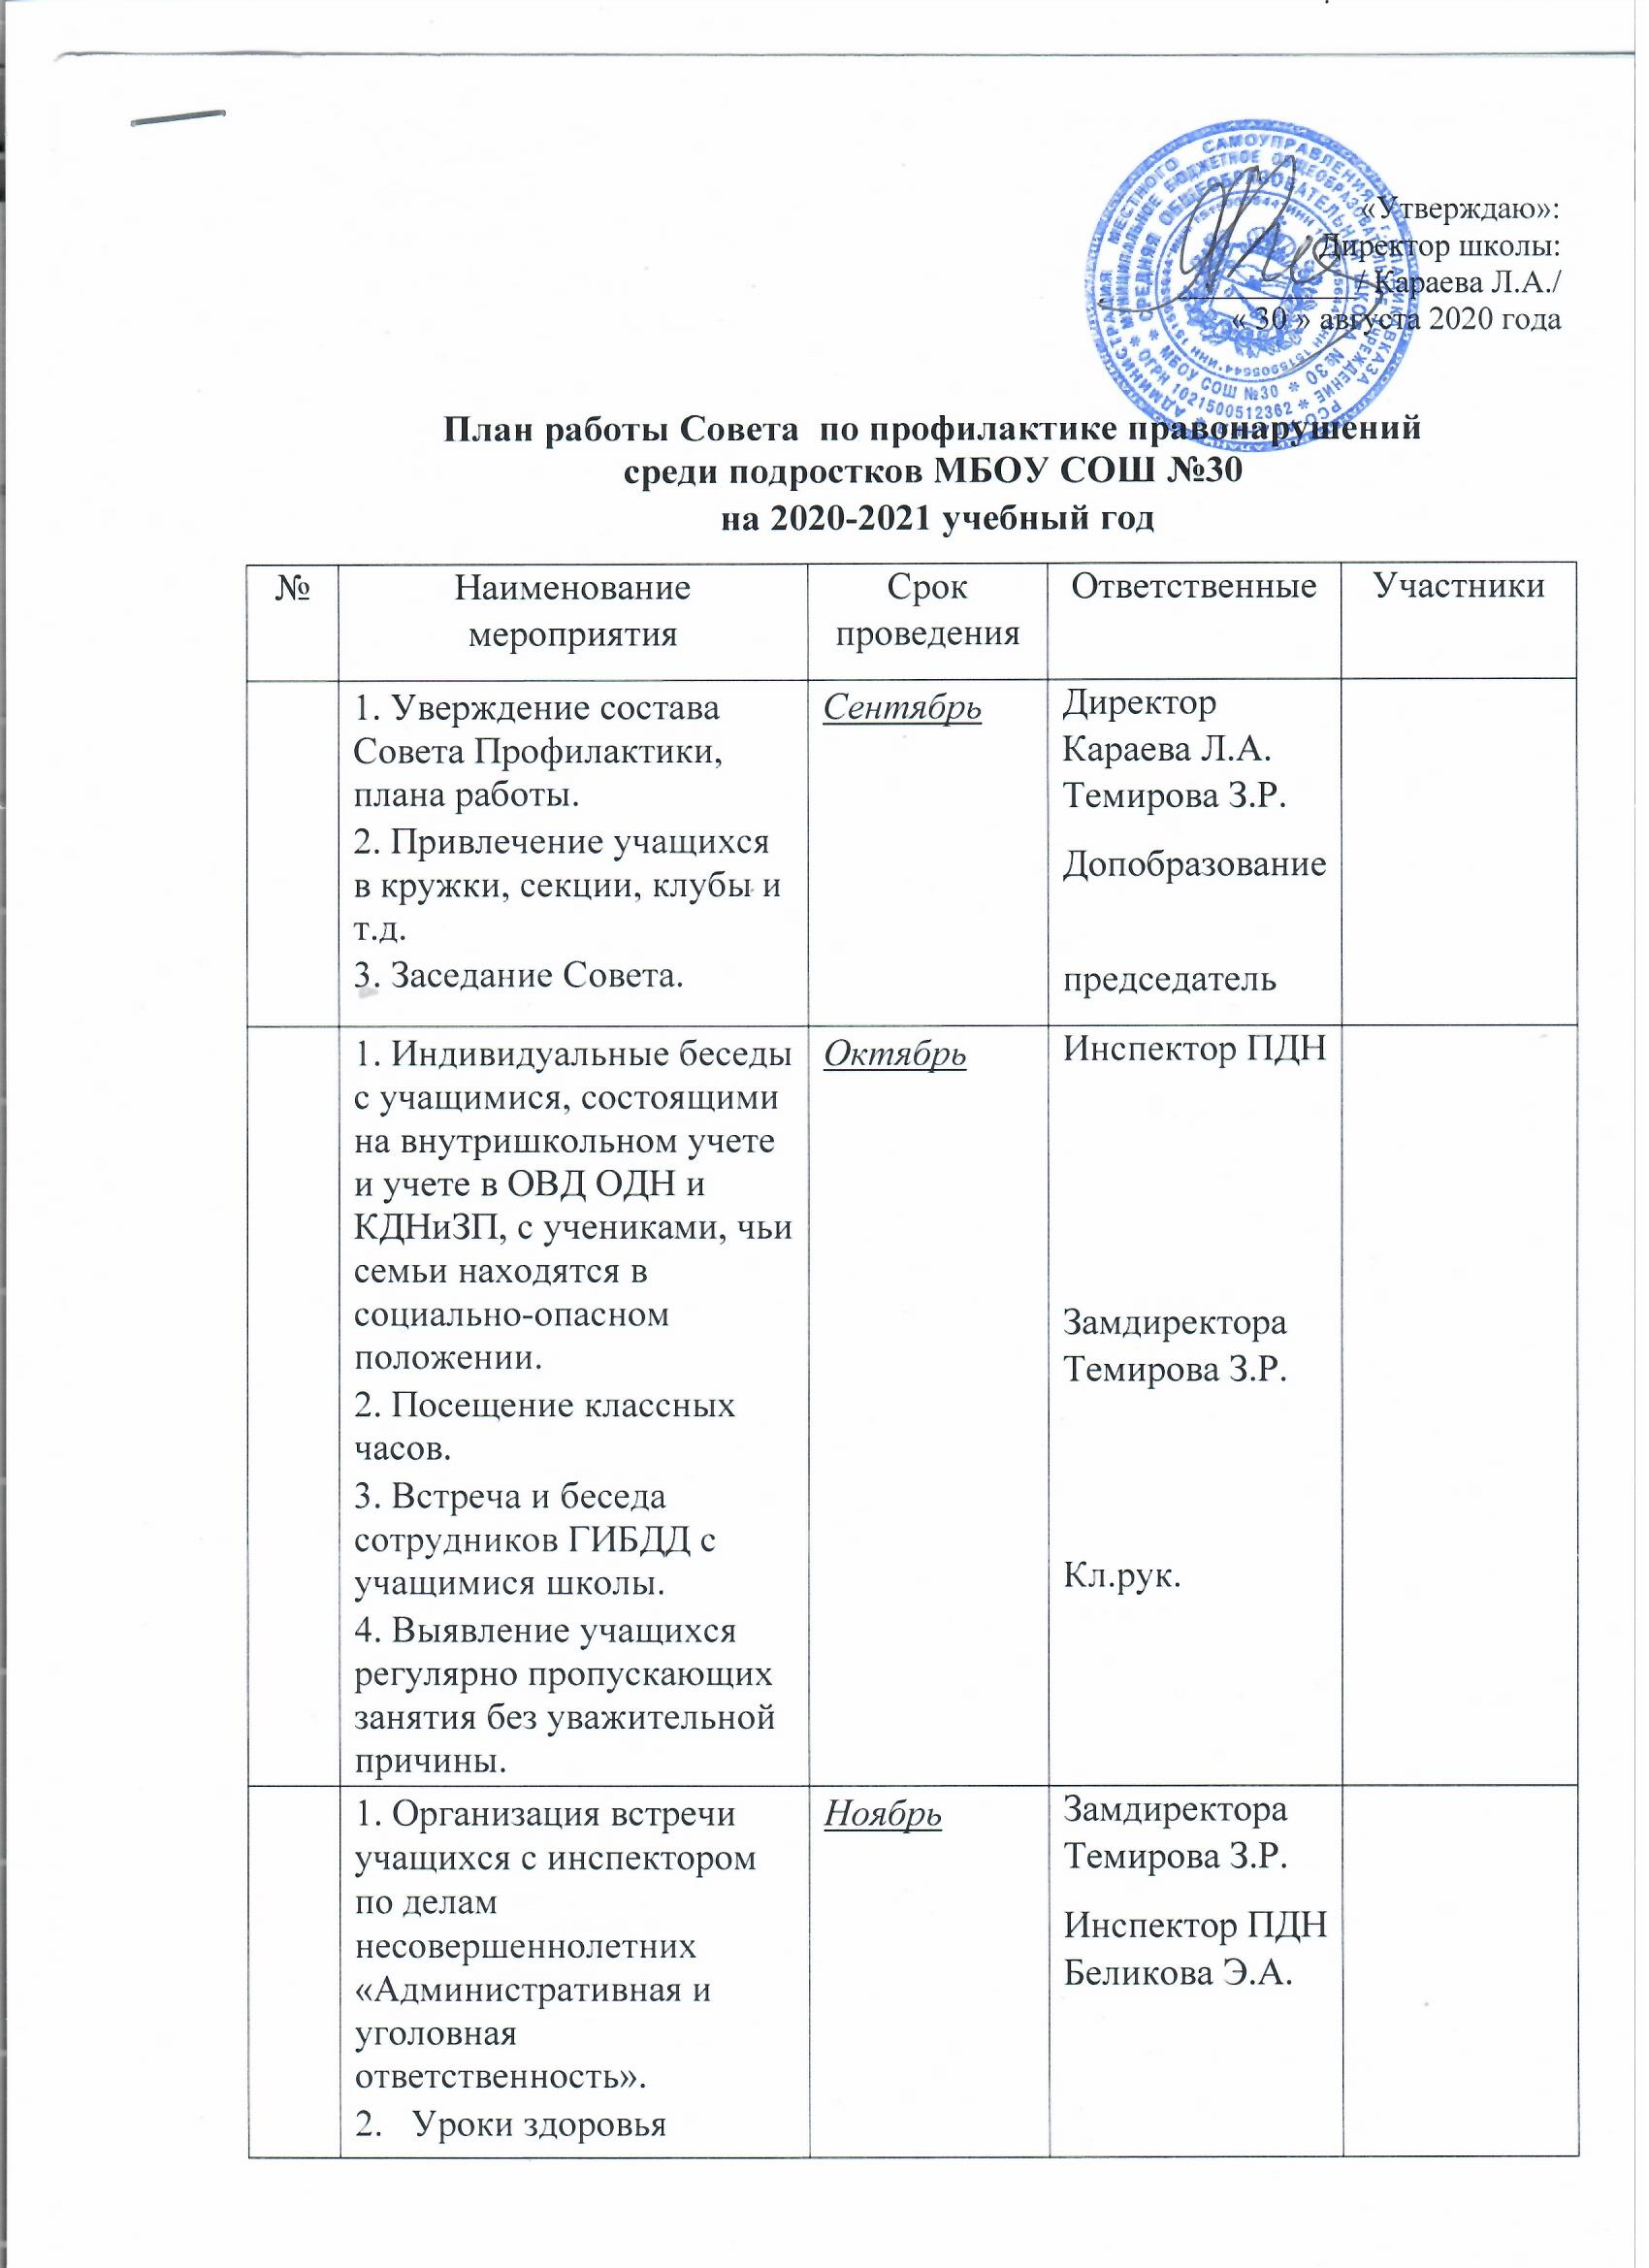 «Утверждаю»:
Директор школы:
/ Караева Л.А./
« 30 » августа 2020 года
План работы Совета по профилактике правонарушений
среди подростков МБОУ СОШ №30
на 2020-2021 учебный год
№
Наименование
мероприятия
Срок
проведения
Ответственные
Участники
1. Уверждение состава
Совета Профилактики,
плана работы.
2. Привлечение учащихся
в кружки, секции, клубы и
т.д.
3. Заседание Совета.
Сентябрь
Директор
Караева Л.А.
Темирова З.Р.
Допобразование
председатель
1. Индивидуальные беседы
с учащимися, состоящими
на внутришкольном учете
и учете в ОВД ОДН и
КДНиЗП, с учениками, чьи
семьи находятся в
социально-опасном
положении.
2. Посещение классных
часов.
3. Встреча и беседа
сотрудников ГИБДД с
учащимися школы.
4. Выявление учащихся
регулярно пропускающих
занятия без уважительной
причины.
Октябрь
Инспектор ПДН
Замдиректора
Темирова З.Р.
Кл.рук.
1. Организация встречи
учащихся с инспектором
по делам
несовершеннолетних
«Административная и
уголовная
ответственность».
2. Уроки здоровья
Ноябрь
Замдиректора
Темирова З.Р.
Инспектор ПДН
Беликова Э.А.
МБОУ СОШ №30
ОГРН 1021500512362